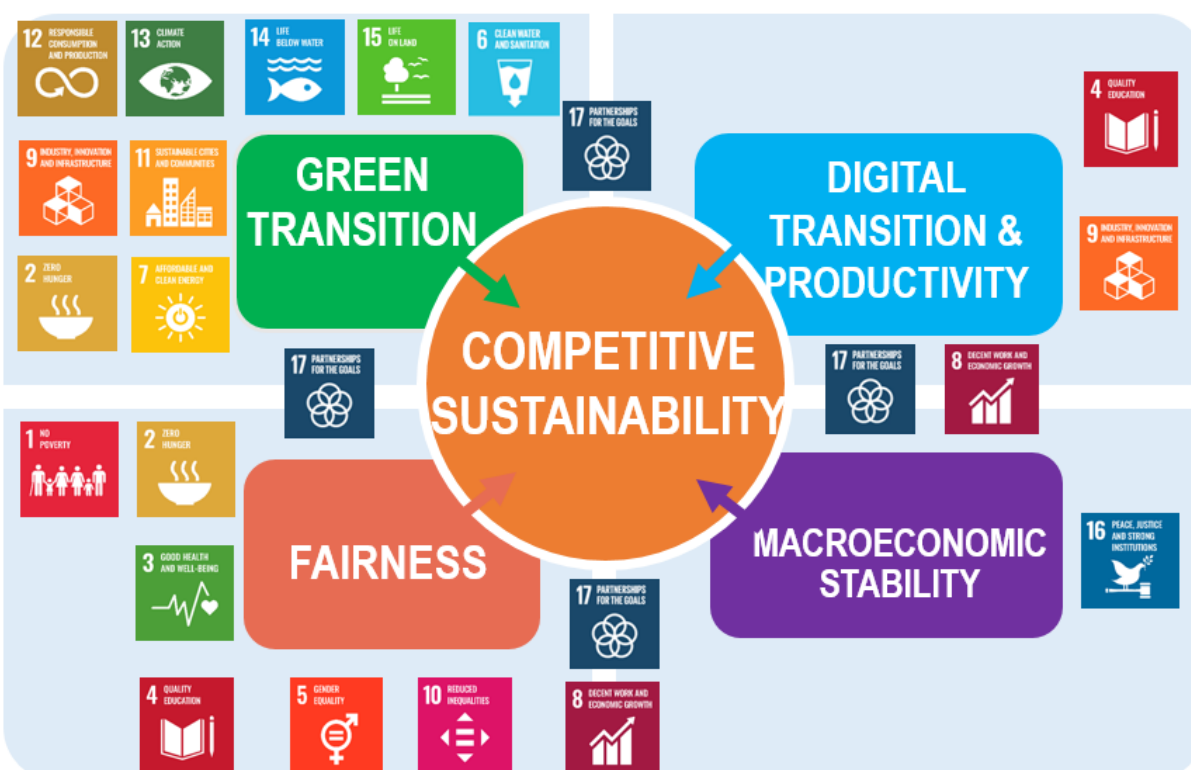 12 RESPONSIBLE
CONSUMPTION
AND PRODUCTION
13 CLIMATE
ACTION
14 LIFE
BELOW WATER
15 LIFE
ON LAND
6 CLEAN WATER
AND SANITATION
17 PARTNERSHIPS
FOR THE GOALS
4 QUALITY
EDUCATION
9 INDUSTRY, INNOVATION
AND INFRASTRUCTURE
11 SUSTAINABLE CITIES
AND COMMUNITIES
GREEN
TRANSITION
DIGITAL
TRANSITION &
PRODUCTIVITY
9 INDUSTRY, INNOVATION
AND INFRASTRUCTURE
2 ZERO
HUNGER
7 AFFORDABLE AND
CLEAN ENERGY
17 PARTNERSHIPS
FOR THE GOALS
COMPETITIVE
SUSTAINABILITY
17 PARTNERSHIPS
FOR THE GOALS
8 DECENT WORK AND
ECONOMIC GROWTH
1 NO
POVERTY
2 ZERO
HUNGER
3 GOOD HEALTH
AND WELL-BEING
FAIRNESS
MACROECONOMIC
STABILITY
16 PEACE, JUSTICE
AND STRONG
INSTITUTIONS
17 PARTNERSHIPS
FOR THE GOALS
4 QUALITY
EDUCATION
5 GENDER
EQUALITY
10 REDUCED
INEQUALITIES
8 DECENT WORK AND
ECONOMIC GROWTH